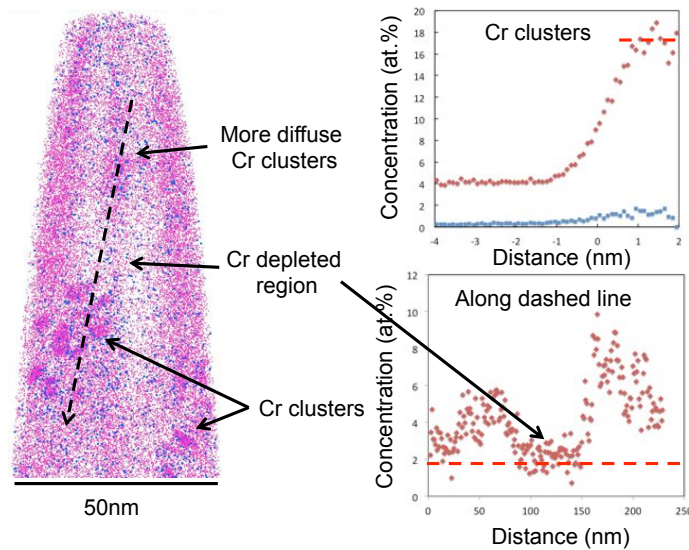 More diffuse
Cr clusters
Cr depleted
region
Cr clusters
50nm
Cr clusters
Concentration (at.%)
20
18
16
14
12
10
8
6
4
2
0
-4
-3
-2
-1
0
1
2
Distance (nm)
Along dashed line
Concentration (at.%)
12
10
8
6
4
2
0
0
50
100
150
200
250
Distance (nm)